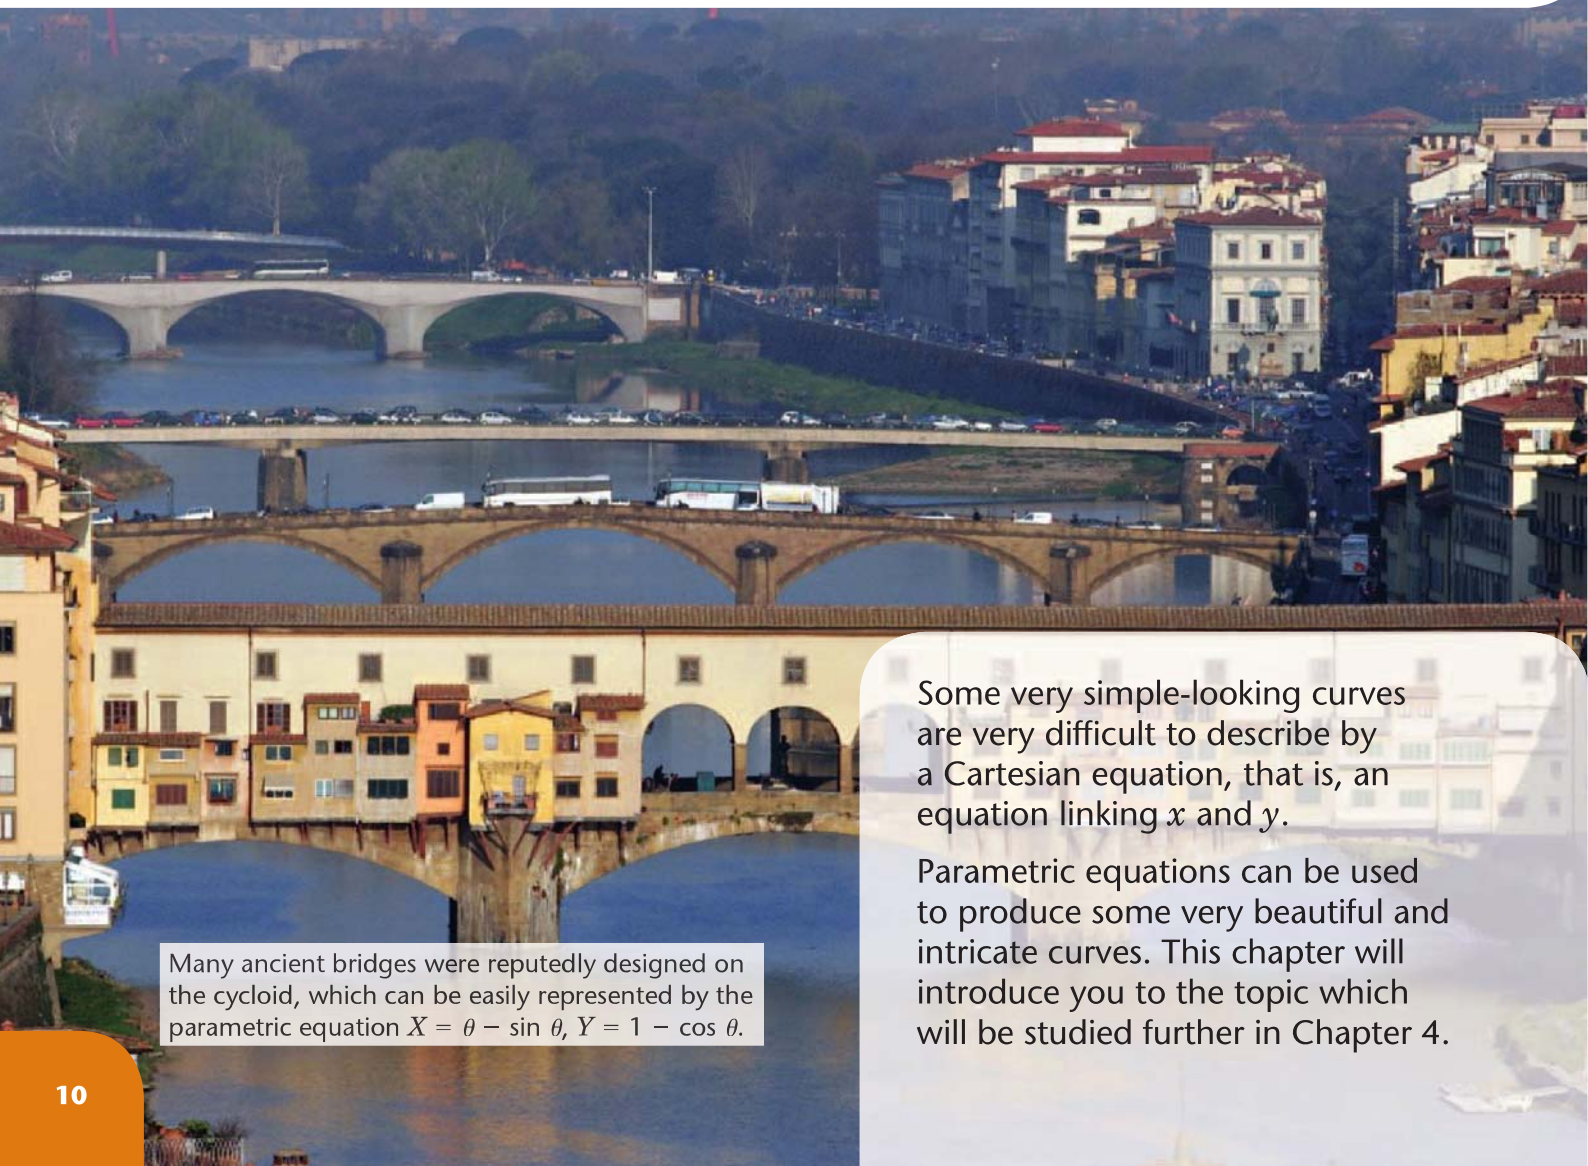 Some very simple-looking curves
are very difficult to describe by
a Cartesian equation, that is, an
equation linking x and y.
Parametric equations can be used
to produce some very beautiful and
intricate curves. This chapter will
introduce you to the topic which
will be studied further in Chapter 4.
Many ancient bridges were reputedly designed on
the cycloid, which can be easily represented by the
parametric equation X = θ − sin θ, Y = 1 − cos θ.
10